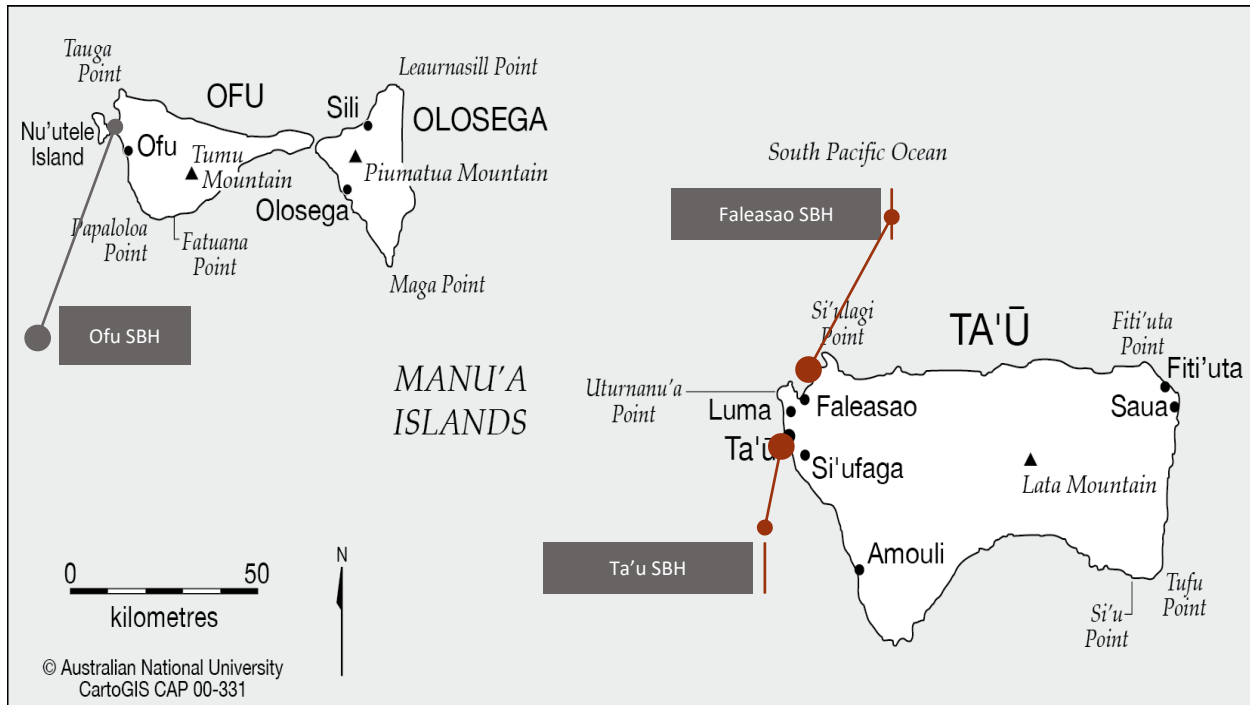 Tauga
Point
OFU
Leaurnasill Point
Sili
OLOSEGA
Nu'utele
Island
Ofu
Tumu
Mountain
Piumatua Mountain
Olosega
Papaloloa
Point
Fatuana
Point
Maga Point
Ofu SBH
South Pacific Ocean
Faleasao SBH
MANU'A
ISLANDS
Si'ulagi
Point
TA'Ū
Fiti'uta
Point
Fiti'uta
Uturnanu'a
Point
Luma
Faleasao
Saua
Ta'ū
Si'ufaga
Lata Mountain
Ta’u SBH
Amouli
Tufu
Point
Si'u
Point
0 50
kilometres
N
© Australian National University
CartoGIS CAP 00-331